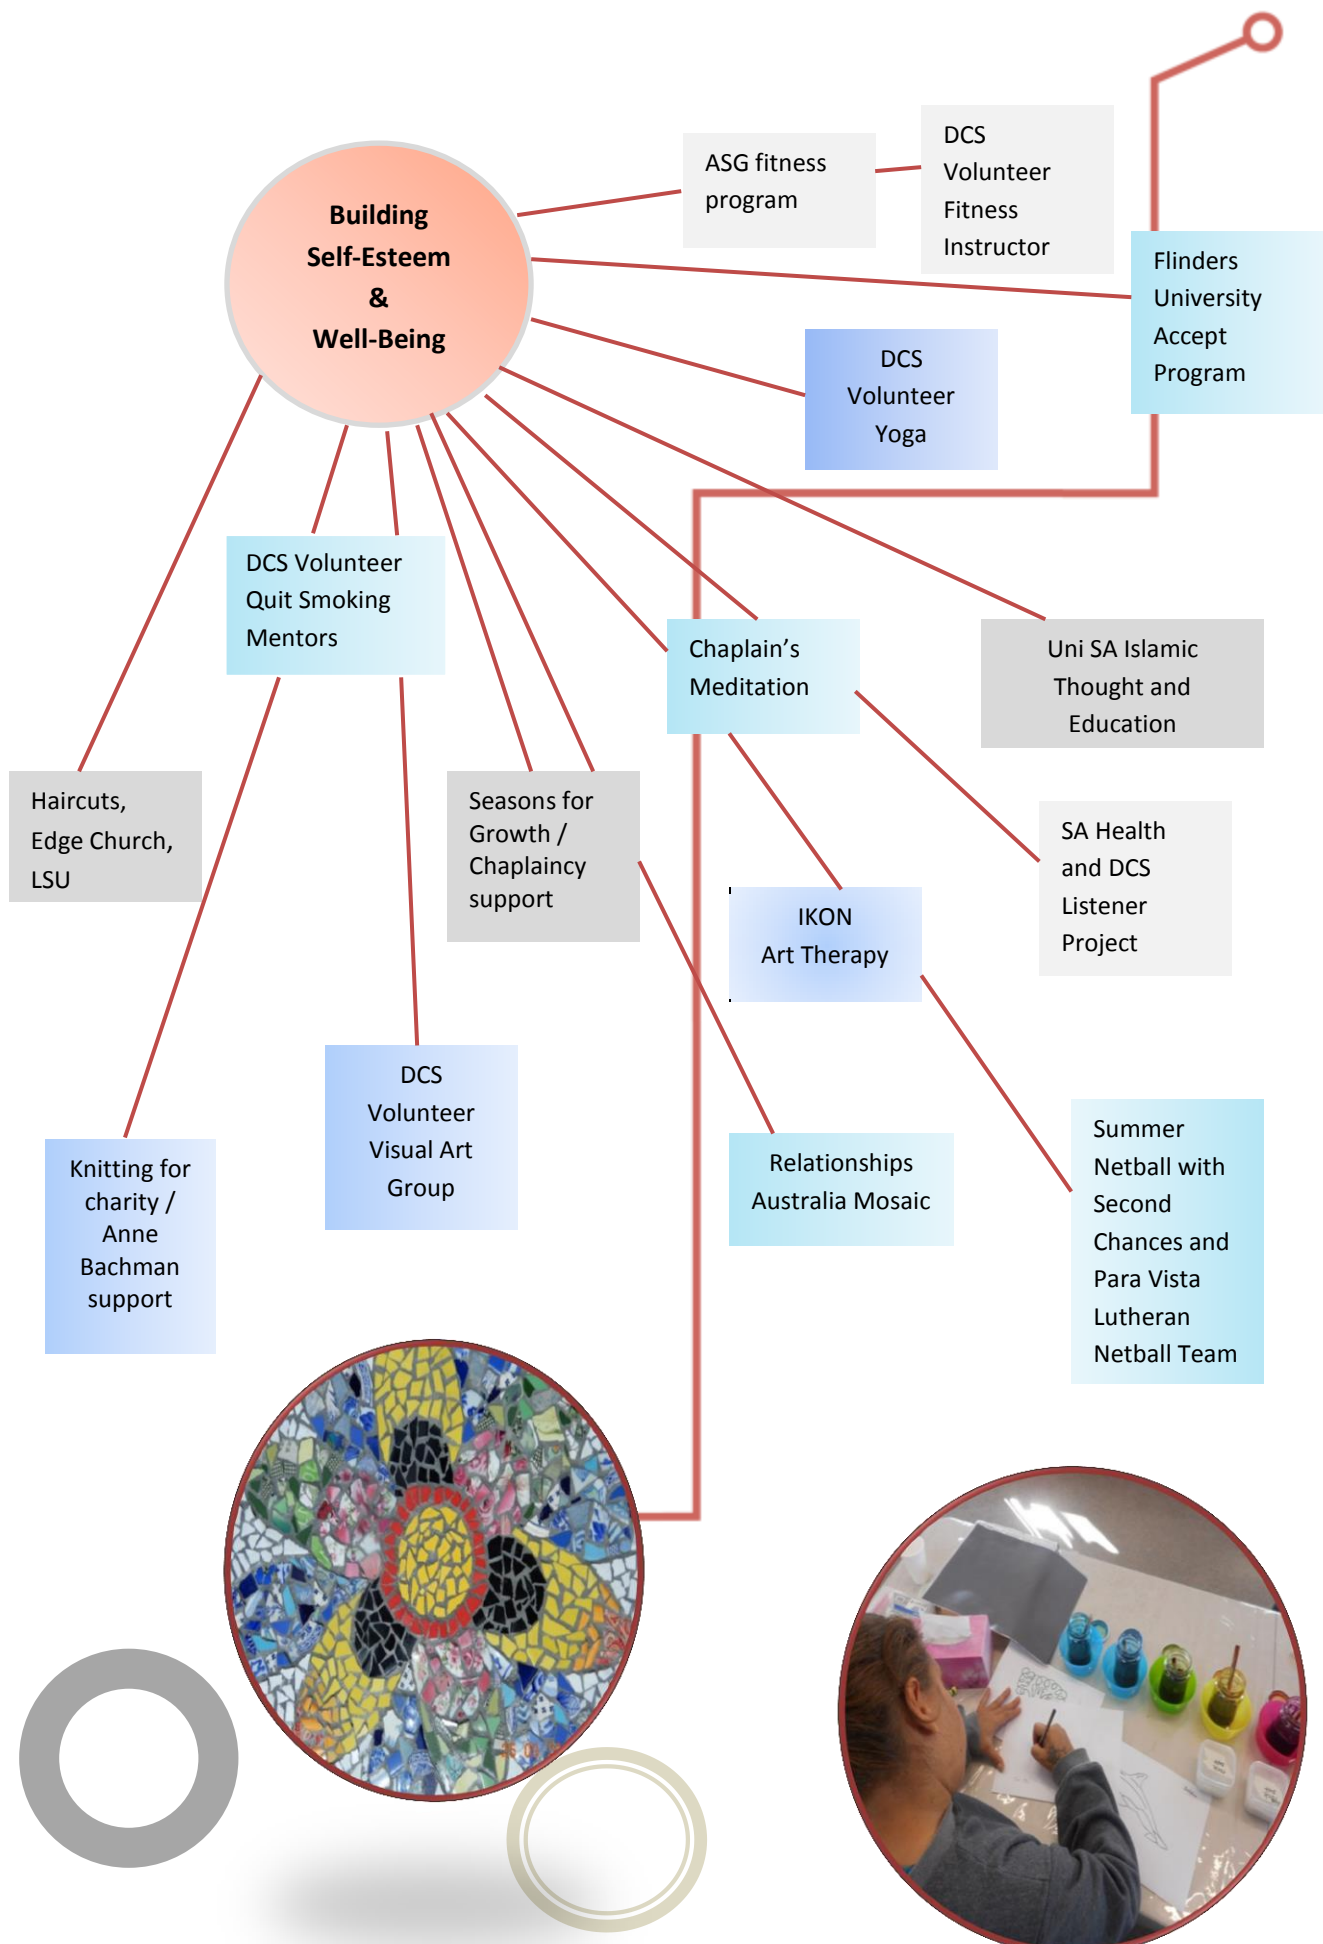 Building
Self-Esteem
&
Well-Being
ASG fitness
program
DCS
Volunteer
Fitness
Instructor
Flinders
University
Accept
Program
DCS
Volunteer
Yoga
DCS Volunteer
Quit Smoking
Mentors
Chaplain’s
Meditation
Uni SA Islamic
Thought and
Education
Haircuts,
Edge Church,
LSU
Seasons for
Growth /
Chaplaincy
support
SA Health
and DCS
Listener
Project
IKON
Art Therapy
DCS
Volunteer
Visual Art
Group
Knitting for
charity /
Anne
Bachman
support
Relationships
Australia Mosaic
Summer
Netball with
Second
Chances and
Para Vista
Lutheran
Netball Team